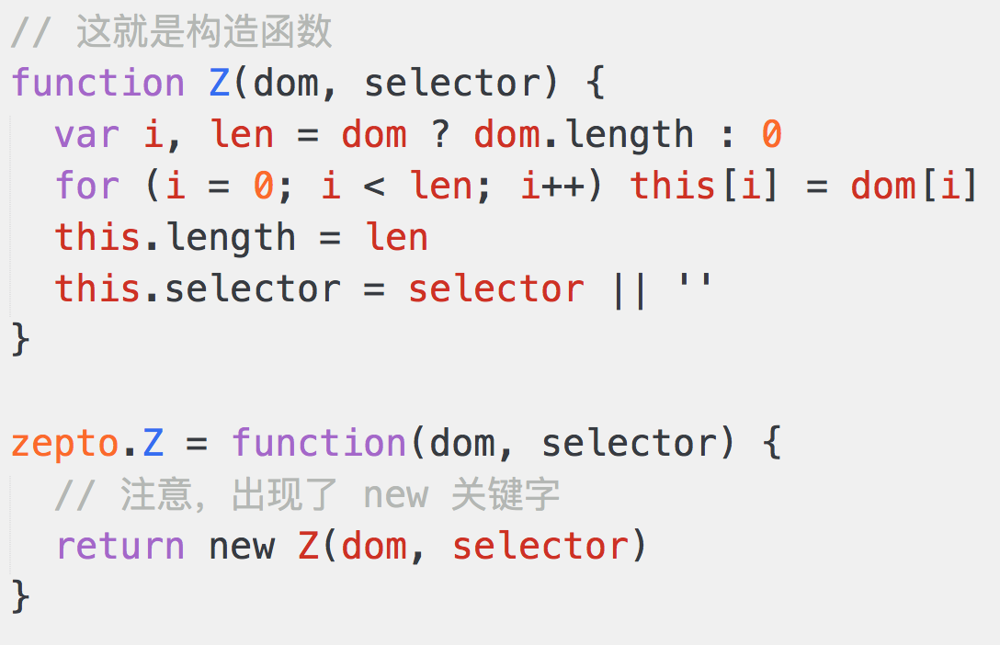 // 这就是构造函数
function Z(dom, selector) {
  var i, len = dom ? dom.length : 0
  for (i = 0; i < len; i++) this[i] = dom[i]
  this.length = len
  this.selector = selector || ''
}

zepto.Z = function(dom, selector) {
  // 注意，出现了 new 关键字
  return new Z(dom, selector)
}